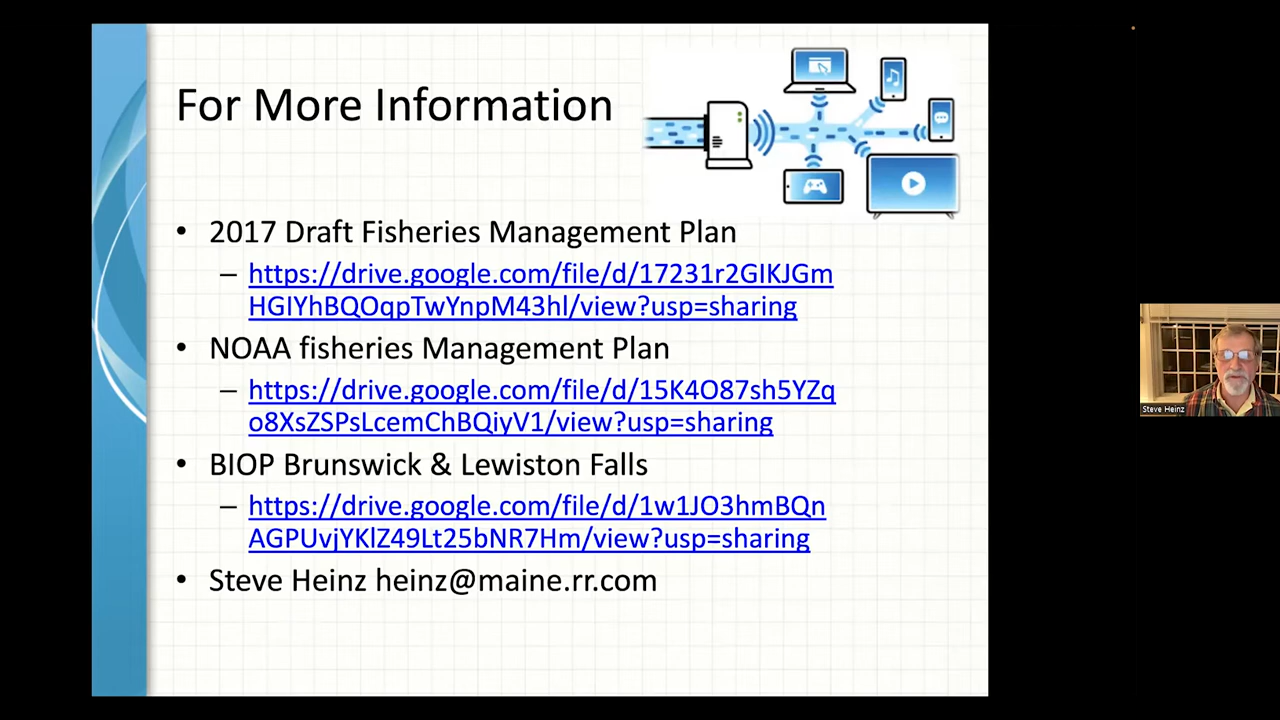 For More Information
• 2017 Draft Fisheries Management Plan
– https://drive.google.com/file/d/17231r2GIKJGm
HGIYhBQOqpTwYnpM43hl/view?usp=sharing
• NOAA fisheries Management Plan
– https://drive.google.com/file/d/15K4O87sh5YZq
o8XsZSPsLcemChBQiyV1/view?usp=sharing
• BIOP Brunswick & Lewiston Falls
– https://drive.google.com/file/d/1w1JO3hmBQn
AGPUvjYKlZ49Lt25bNR7Hm/view?usp=sharing
• Steve Heinz heinz@maine.rr.com
Steve Heinz